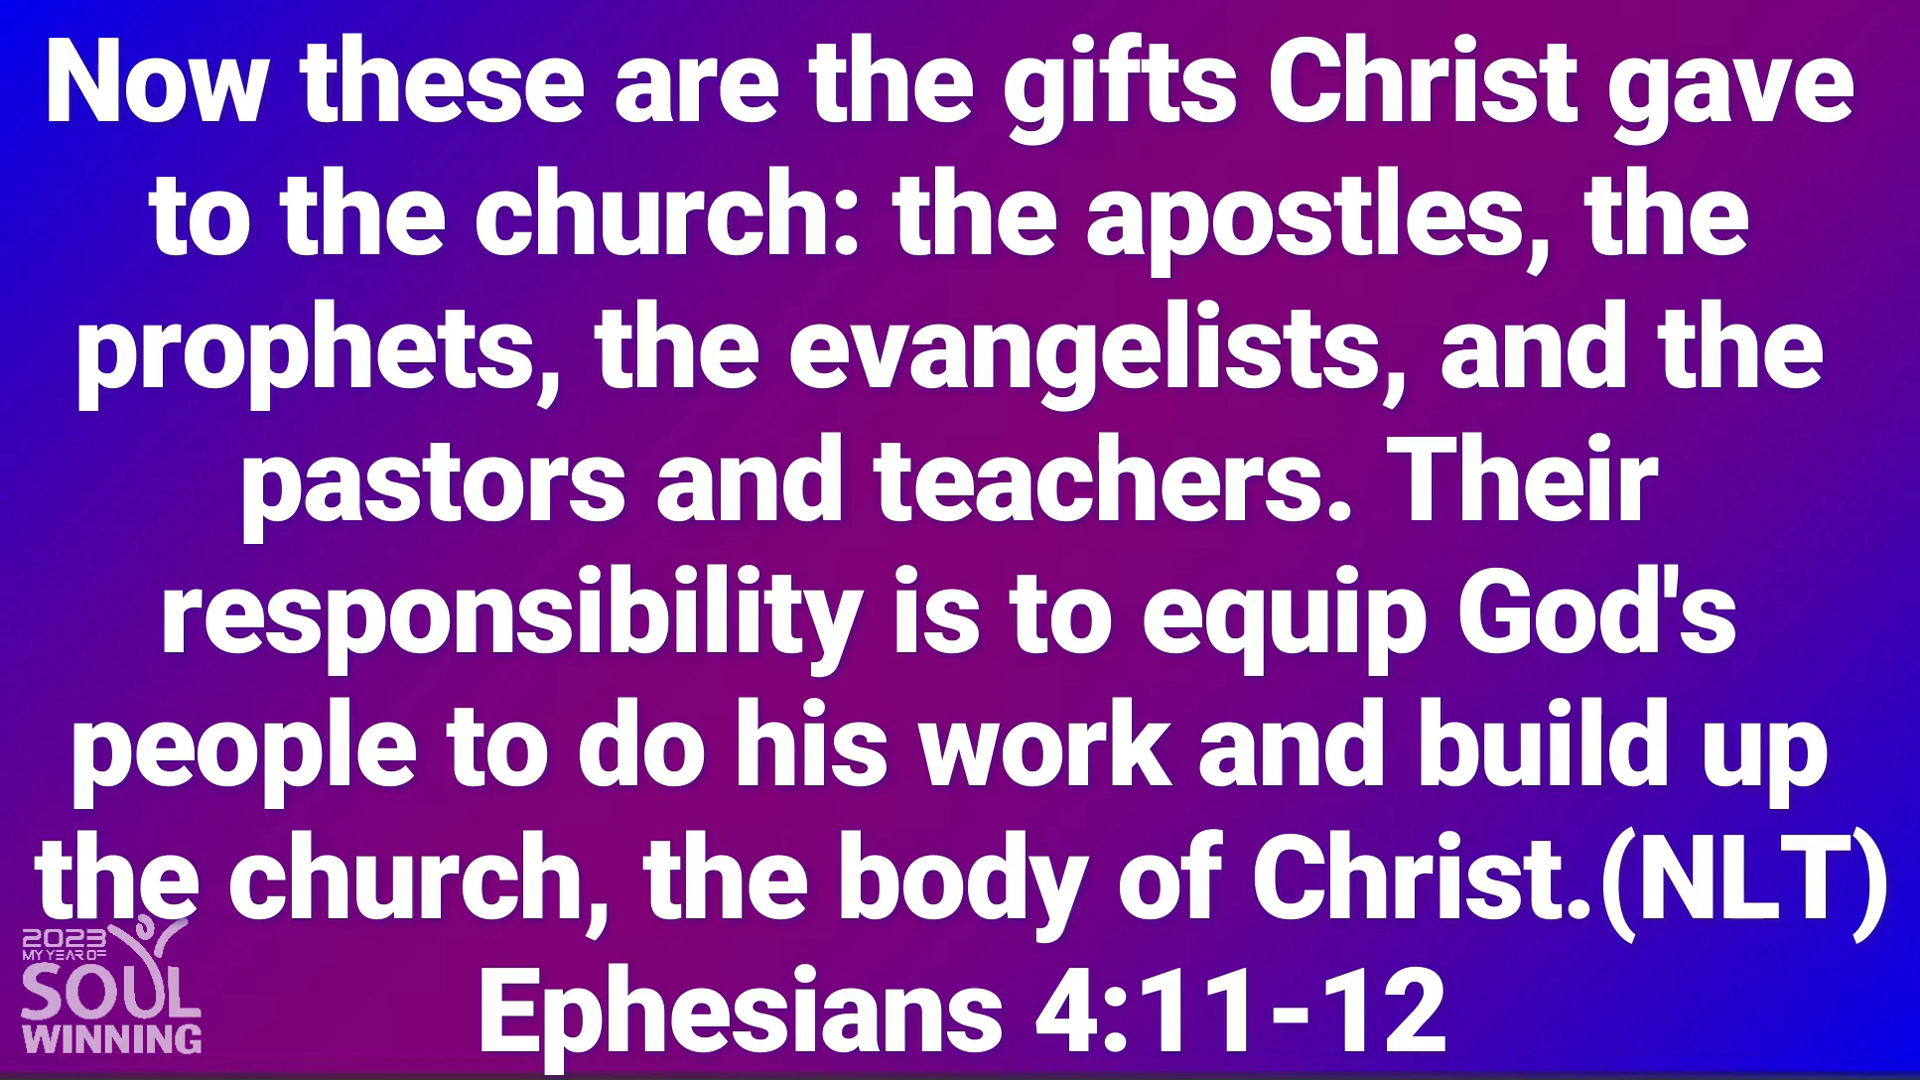 Now these are the gifts Christ gave
to the church: the apostles, the
prophets, the evangelists, and the
pastors and teachers. Their
responsibility is to equip God's
people to do his work and build up
the church, the body of Christ.(NLT)
Ephesians 4:11-12
2023
MY YEAR OF
SOUL
WINNING